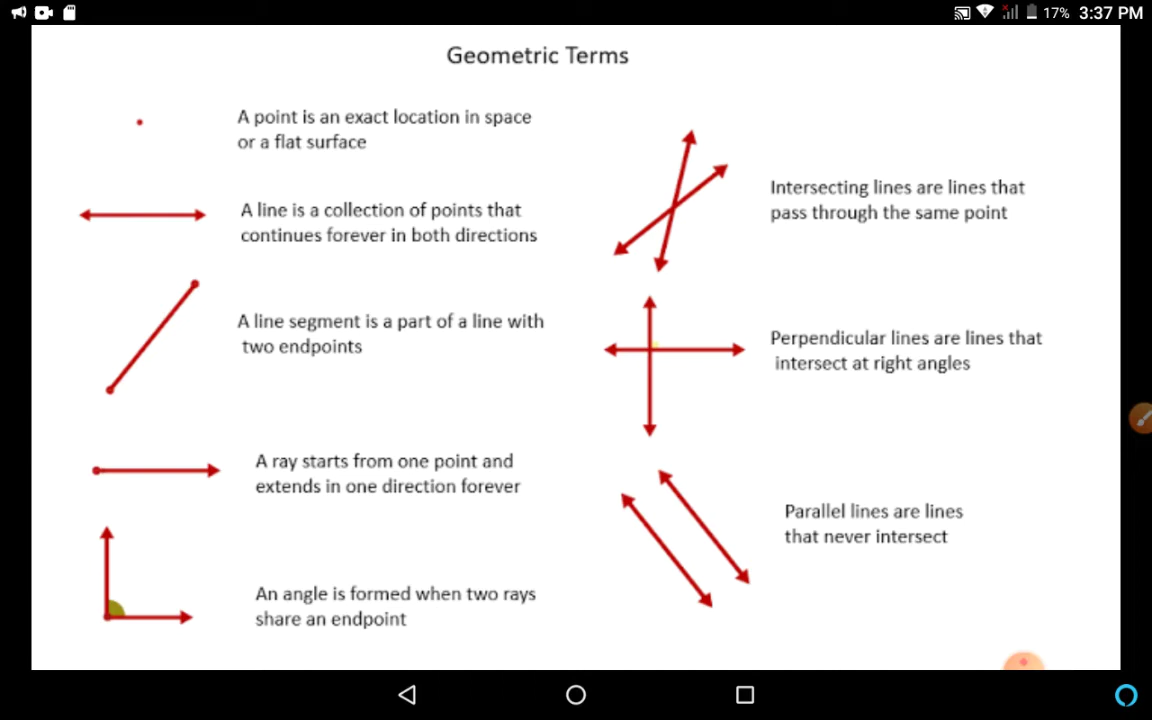 17% 3:37 PM
Geometric Terms
A point is an exact location in space
or a flat surface
A line is a collection of points that
continues forever in both directions
A line segment is a part of a line with
two endpoints
A ray starts from one point and
extends in one direction forever
An angle is formed when two rays
share an endpoint
Intersecting lines are lines that
pass through the same point
Perpendicular lines are lines that
intersect at right angles
Parallel lines are lines
that never intersect